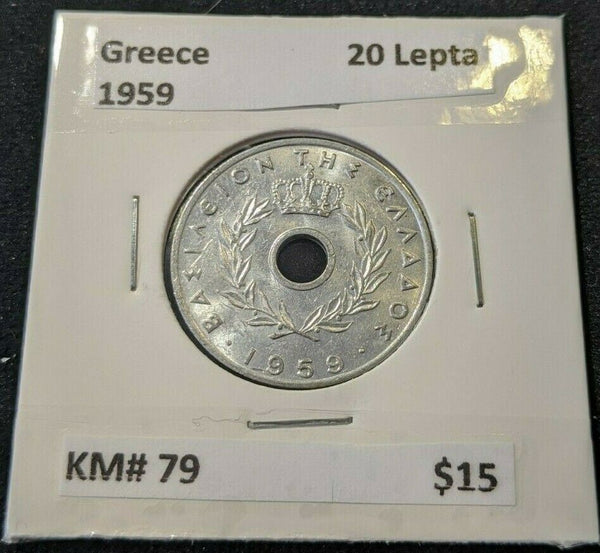 Greece 20 Lepta
1959
ΒΑΣΙΛΕΙΟΝ ΤΗΣ ΕΛΛΑΔΟΣ
· 1959 ·
KM# 79 $15